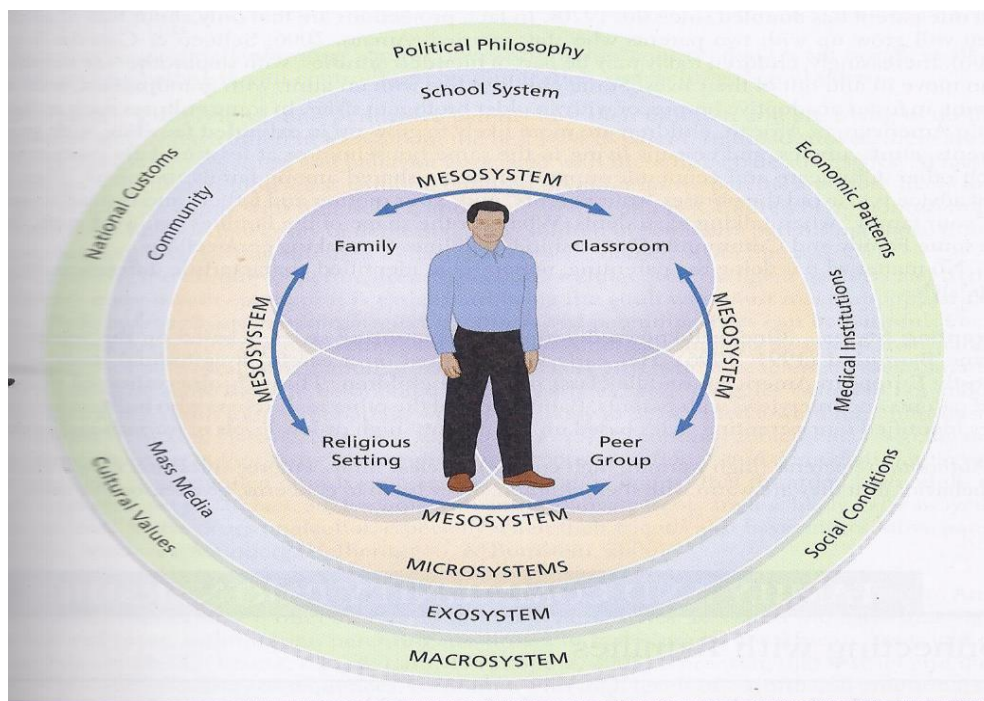 Political Philosophy
School System
National Customs
Community
Economic Patterns
Medical Institutions
MESOSYSTEM
Family
Classroom
MESOSYSTEM
MESOSYSTEM
Religious
Setting
Peer
Group
MESOSYSTEM
Cultural Values
Mass Media
Social Conditions
MICROSYSTEMS
EXOSYSTEM
MACROSYSTEM